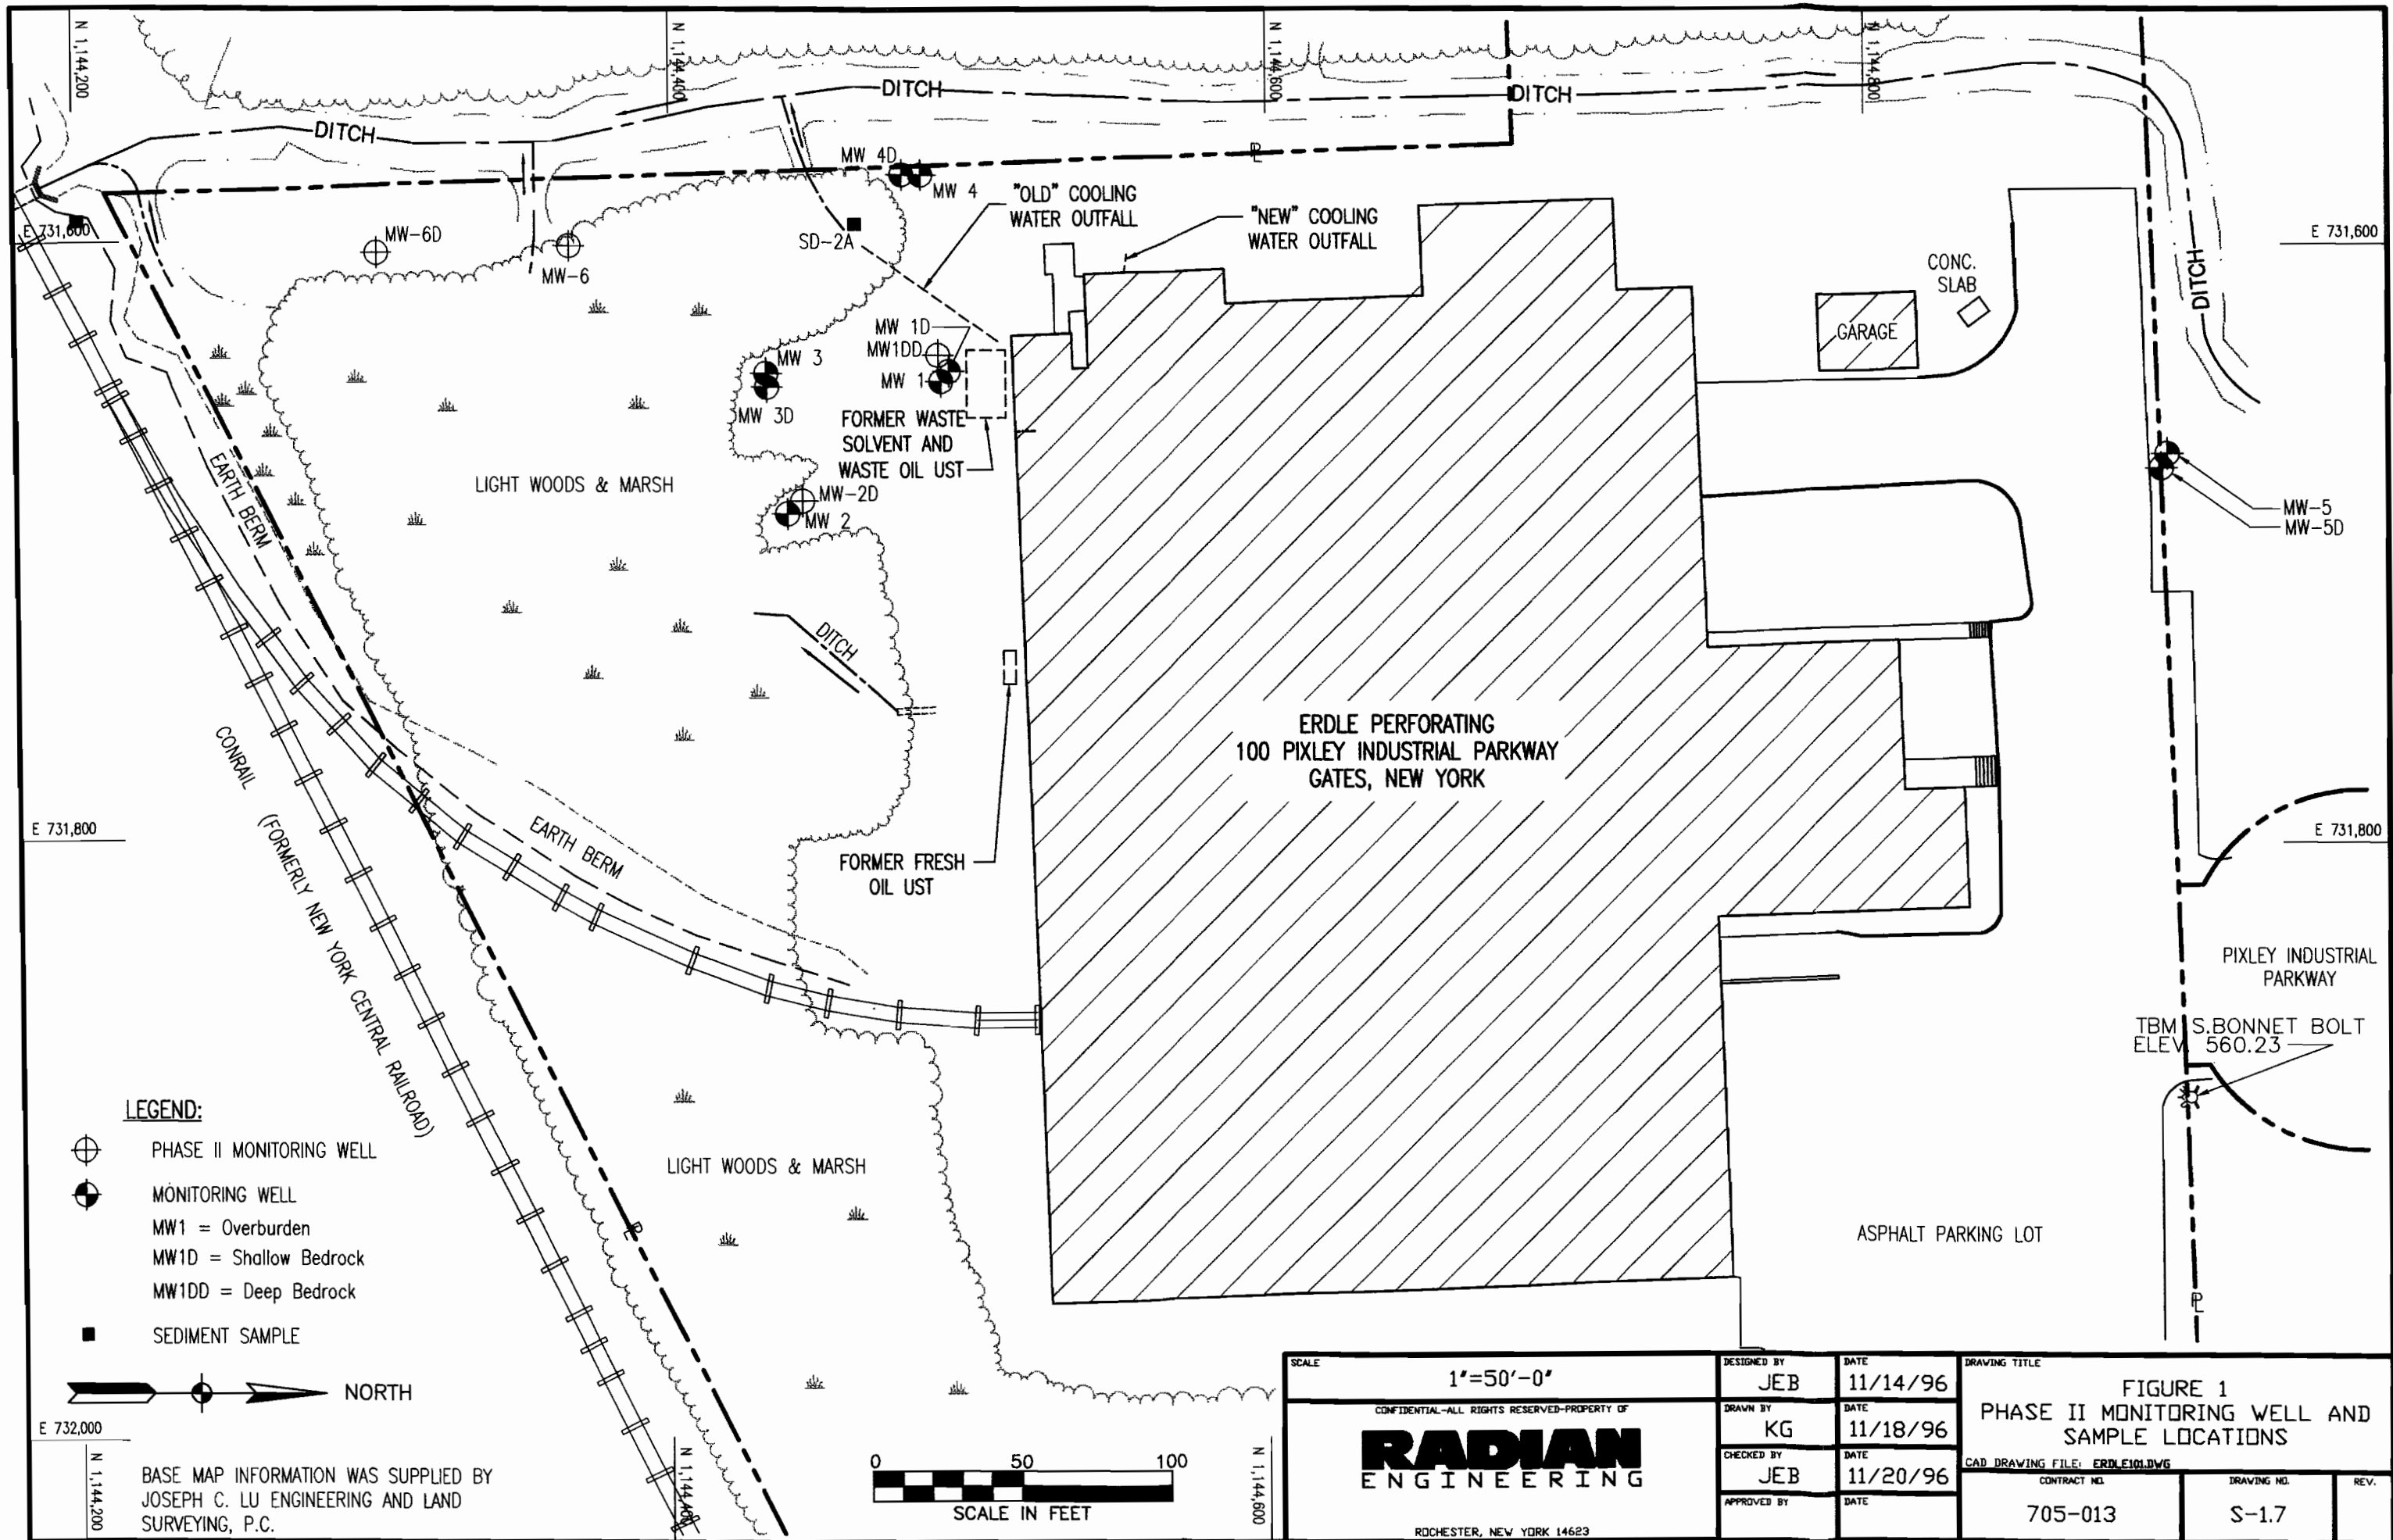 N 1,144,200
N 1,144,400
N 1,144,600
N 1,144,800
DITCH
DITCH
DITCH
DITCH
MW 4D
MW 4
"OLD" COOLING
WATER OUTFALL
"NEW" COOLING
WATER OUTFALL
E 731,600
E 731,600
MW-6D
MW-6
SD-2A
CONC.
SLAB
GARAGE
MW 1D
MW1DD
MW 1
MW 3
MW 3D
FORMER WASTE
SOLVENT AND
WASTE OIL UST
EARTH BERM
LIGHT WOODS & MARSH
MW-2D
MW 2
MW-5
MW-5D
DITCH
ERDLE PERFORATING
100 PIXLEY INDUSTRIAL PARKWAY
GATES, NEW YORK
CONRAIL (FORMERLY NEW YORK CENTRAL RAILROAD)
E 731,800
E 731,800
EARTH BERM
FORMER FRESH
OIL UST
PIXLEY INDUSTRIAL
PARKWAY
TBM S.BONNET BOLT
ELEV. 560.23
LIGHT WOODS & MARSH
ASPHALT PARKING LOT
PL
PL
PL
LEGEND:
PHASE II MONITORING WELL
MONITORING WELL
MW1 = Overburden
MW1D = Shallow Bedrock
MW1DD = Deep Bedrock
SEDIMENT SAMPLE
NORTH
E 732,000
N 1,144,200
N 1,144,400
N 1,144,600
BASE MAP INFORMATION WAS SUPPLIED BY
JOSEPH C. LU ENGINEERING AND LAND
SURVEYING, P.C.
0 50 100
SCALE IN FEET
SCALE
1"=50'-0"
CONFIDENTIAL-ALL RIGHTS RESERVED-PROPERTY OF
RADIAN
ENGINEERING
ROCHESTER, NEW YORK 14623
DESIGNED BY
JEB
DATE
11/14/96
DRAWN BY
KG
DATE
11/18/96
CHECKED BY
JEB
DATE
11/20/96
APPROVED BY
DATE
DRAWING TITLE
FIGURE 1
PHASE II MONITORING WELL AND
SAMPLE LOCATIONS
CAD DRAWING FILE: ERDLE101.DWG
CONTRACT NO.
705-013
DRAWING NO.
S-1.7
REV.